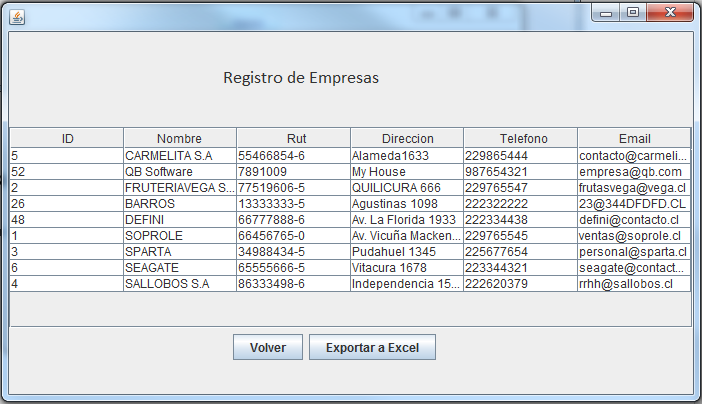 Registro de Empresas
ID Nombre Rut Direccion Telefono Email
5 CARMELITA S.A 55466854-6 Alameda1633 229865444 contacto@carmeli...
52 QB Software 7891009 My House 987654321 empresa@qb.com
2 FRUTERIAVEGA S... 77519606-5 QUILICURA 666 229765547 frutasvega@vega.cl
26 BARROS 13333333-5 Agustinas 1098 222322222 23@344DFDFD.CL
48 DEFINI 66777888-6 Av. La Florida 1933 222334438 defini@contacto.cl
1 SOPROLE 66456765-0 Av. Vicuña Macken... 229765545 ventas@soprole.cl
3 SPARTA 34988434-5 Pudahuel 1345 225677654 personal@sparta.cl
6 SEAGATE 65555666-5 Vitacura 1678 223344321 seagate@contact...
4 SALLOBOS S.A 86333498-6 Independencia 15... 222620379 rrhh@sallobos.cl
Volver Exportar a Excel